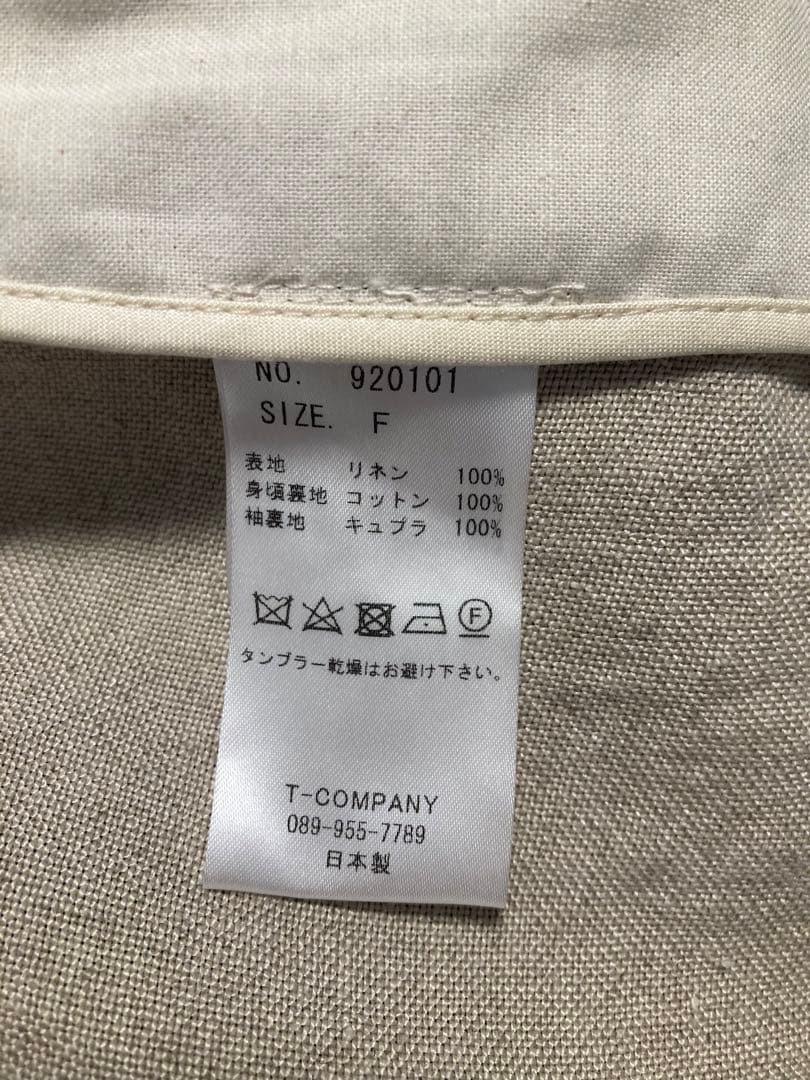 NO. 920101
SIZE. F
表地 リネン 100%
身頃裏地 コットン 100%
袖裏地 キュプラ 100%
F
タンブラー乾燥はお避け下さい。
T-COMPANY
089-955-7789
日本製